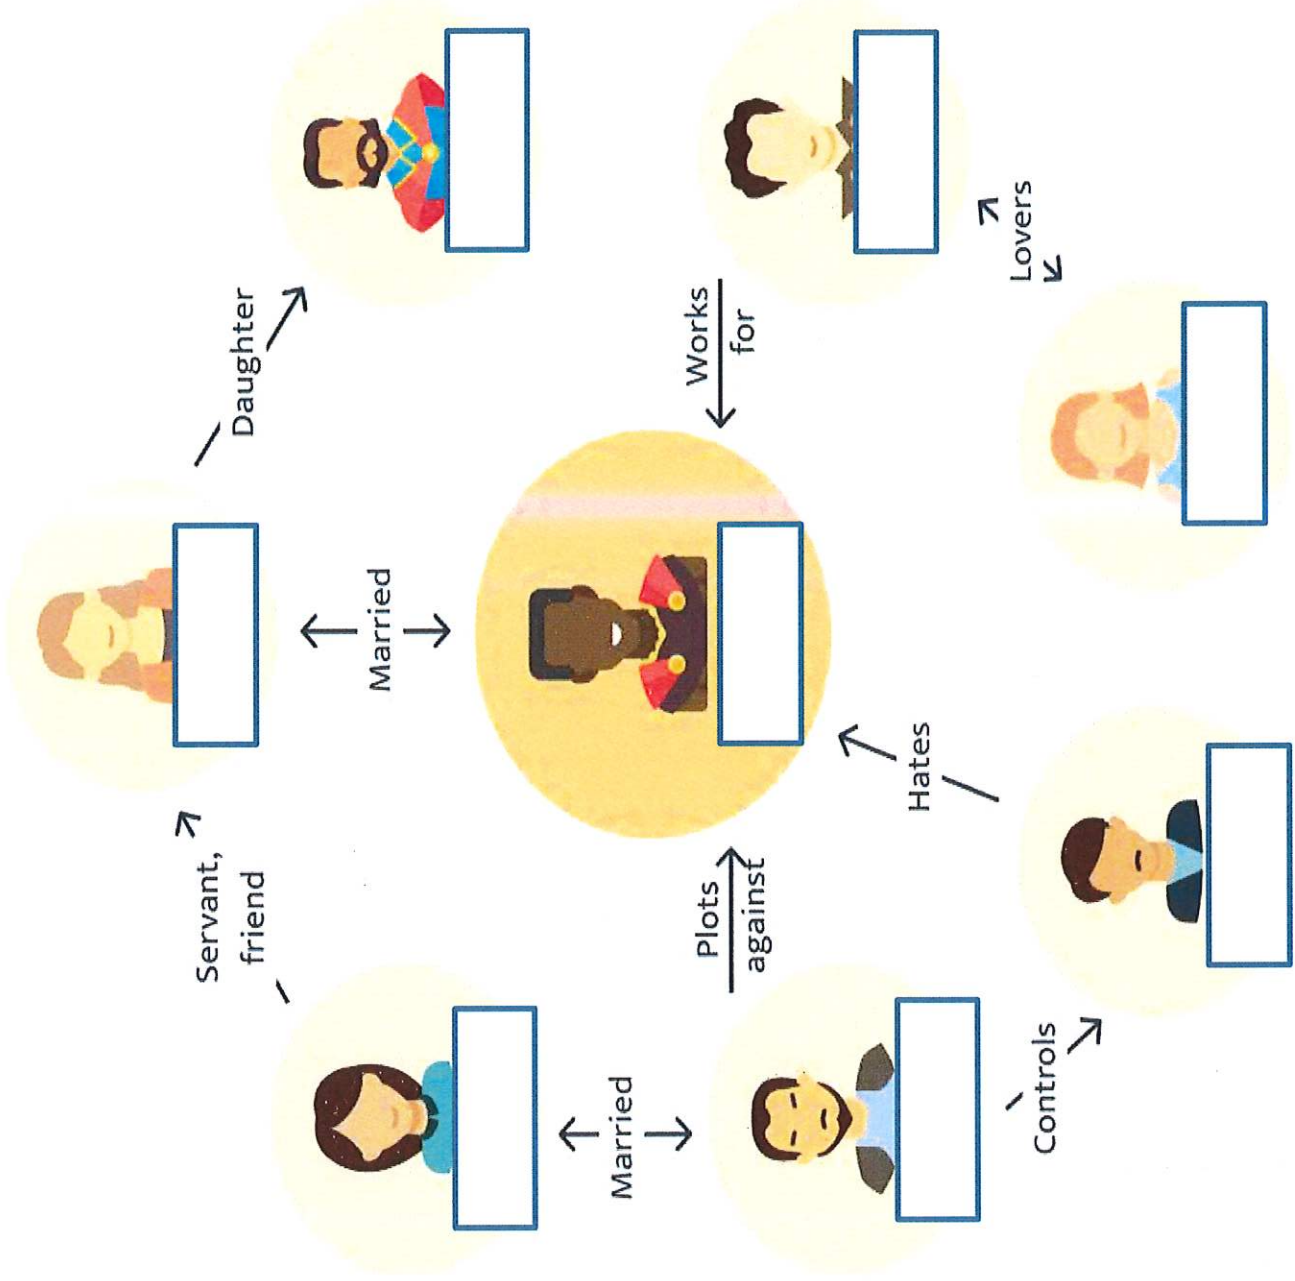 Servant,
friend
Daughter
Married
Married
Plots
against
Works
for
Hates
Controls
Lovers